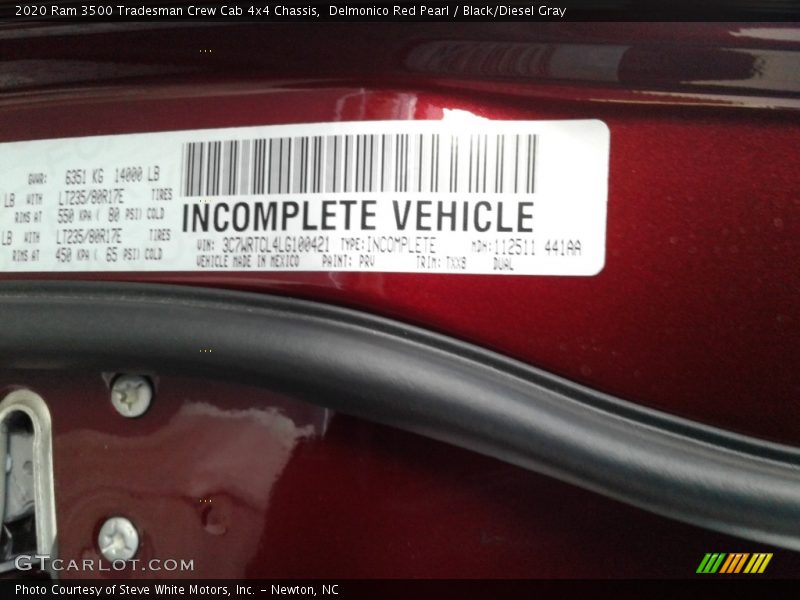 2020 Ram 3500 Tradesman Crew Cab 4x4 Chassis,  Delmonico Red Pearl / Black/Diesel Gray
GVWR: 6351 KG 14000 LB
LB WITH LT235/80R17E TIRES
RIMS AT 550 KPA ( 80 PSI) COLD
LB WITH LT235/80R17E TIRES
RIMS AT 450 KPA ( 65 PSI) COLD
INCOMPLETE VEHICLE
VIN: 3C7WRTCL4LG100421 TYPE:INCOMPLETE MDH:112511 441AA
VEHICLE MADE IN MEXICO PAINT: PRV TRIM: TXX8 DUAL
GTCARLOT.COM
Photo Courtesy of Steve White Motors, Inc. – Newton, NC